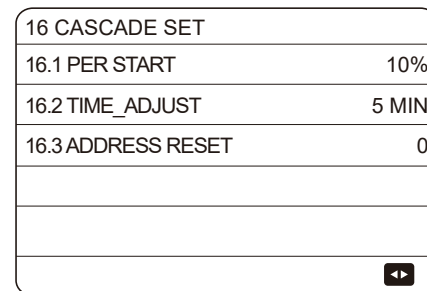 16 CASCADE SET
16.1 PER START 10%
16.2 TIME_ADJUST 5 MIN
16.3 ADDRESS RESET 0